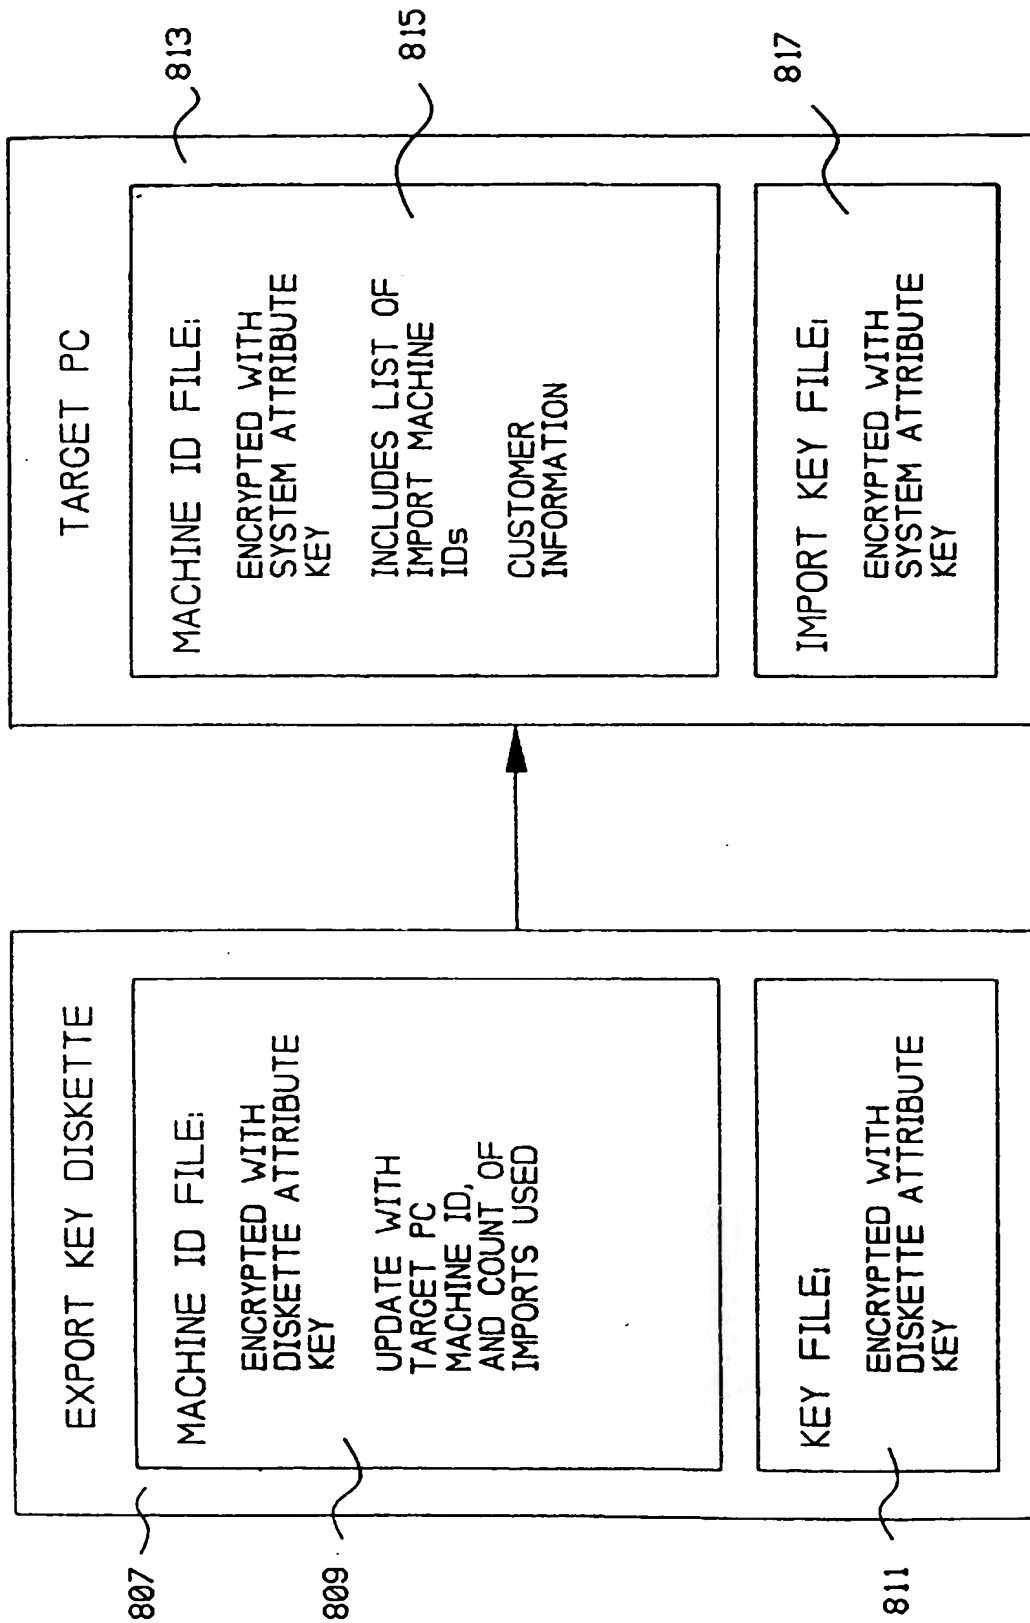 EXPORT KEY DISKETTE
807
MACHINE ID FILE:
ENCRYPTED WITH
DISKETTE ATTRIBUTE
KEY
UPDATE WITH
TARGET PC
MACHINE ID,
AND COUNT OF
IMPORTS USED
809
KEY FILE:
ENCRYPTED WITH
DISKETTE ATTRIBUTE
KEY
811
TARGET PC
813
MACHINE ID FILE:
ENCRYPTED WITH
SYSTEM ATTRIBUTE
KEY
INCLUDES LIST OF
IMPORT MACHINE
IDs
CUSTOMER
INFORMATION
815
IMPORT KEY FILE:
ENCRYPTED WITH
SYSTEM ATTRIBUTE
KEY
817